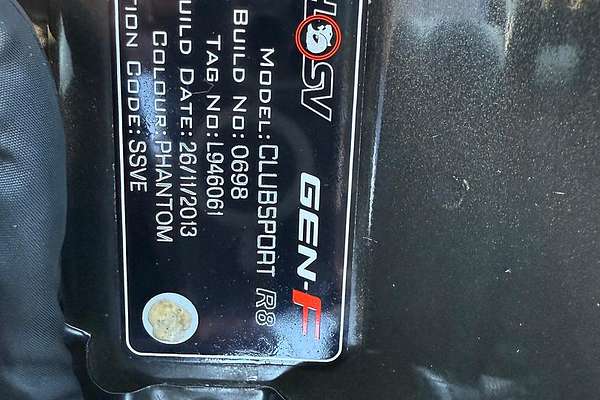 HSV
GEN-F
MODEL: CLUBSPORT R8
BUILD NO: 0698
TAG NO: L946061
UILD DATE: 26/11/2013
COLOUR: PHANTOM
TION CODE: SSVE